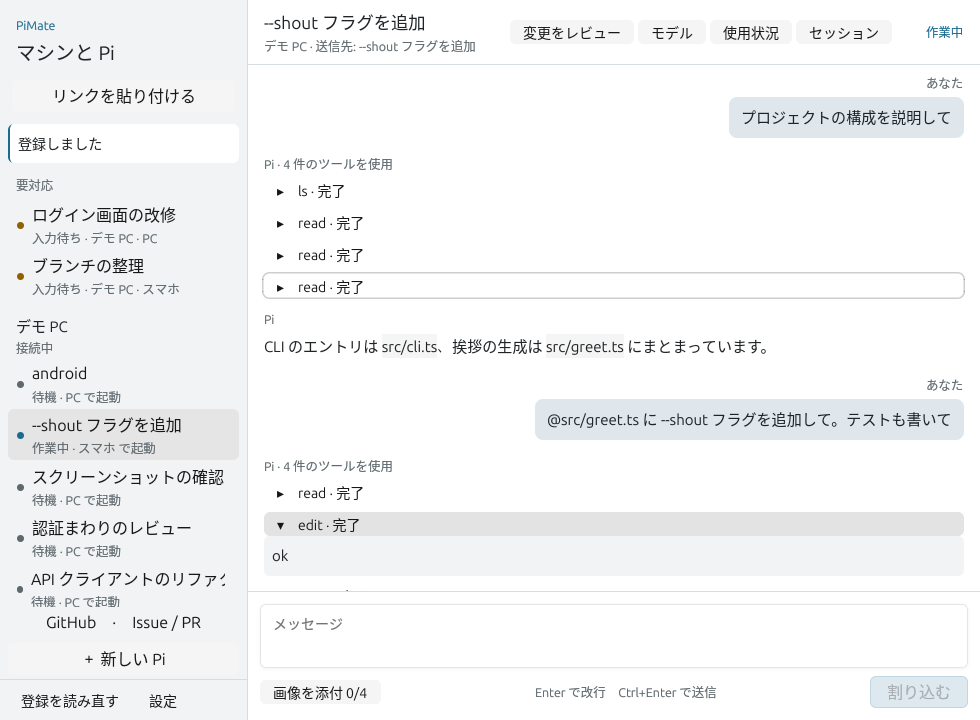 PiMate
マシンと Pi
リンクを貼り付ける
登録しました
要対応
ログイン画面の改修
入力待ち · デモ PC · PC
ブランチの整理
入力待ち · デモ PC · スマホ
デモ PC
接続中
android
待機 · PC で起動
--shout フラグを追加
作業中 · スマホ で起動
スクリーンショットの確認
待機 · PC で起動
認証まわりのレビュー
待機 · PC で起動
API クライアントのリファ
待機 · PC で起動
GitHub · Issue / PR
+ 新しい Pi
登録を読み直す 設定
--shout フラグを追加
デモ PC · 送信先: --shout フラグを追加
変更をレビュー モデル 使用状況 セッション 作業中
あなた
プロジェクトの構成を説明して
Pi · 4 件のツールを使用
▸ ls · 完了
▸ read · 完了
▸ read · 完了
▸ read · 完了
Pi
CLI のエントリは src/cli.ts、挨拶の生成は src/greet.ts にまとまっています。
あなた
@src/greet.ts に --shout フラグを追加して。テストも書いて
Pi · 4 件のツールを使用
▸ read · 完了
▾ edit · 完了
ok
メッセージ
画像を添付 0/4
Enter で改行 Ctrl+Enter で送信
割り込む